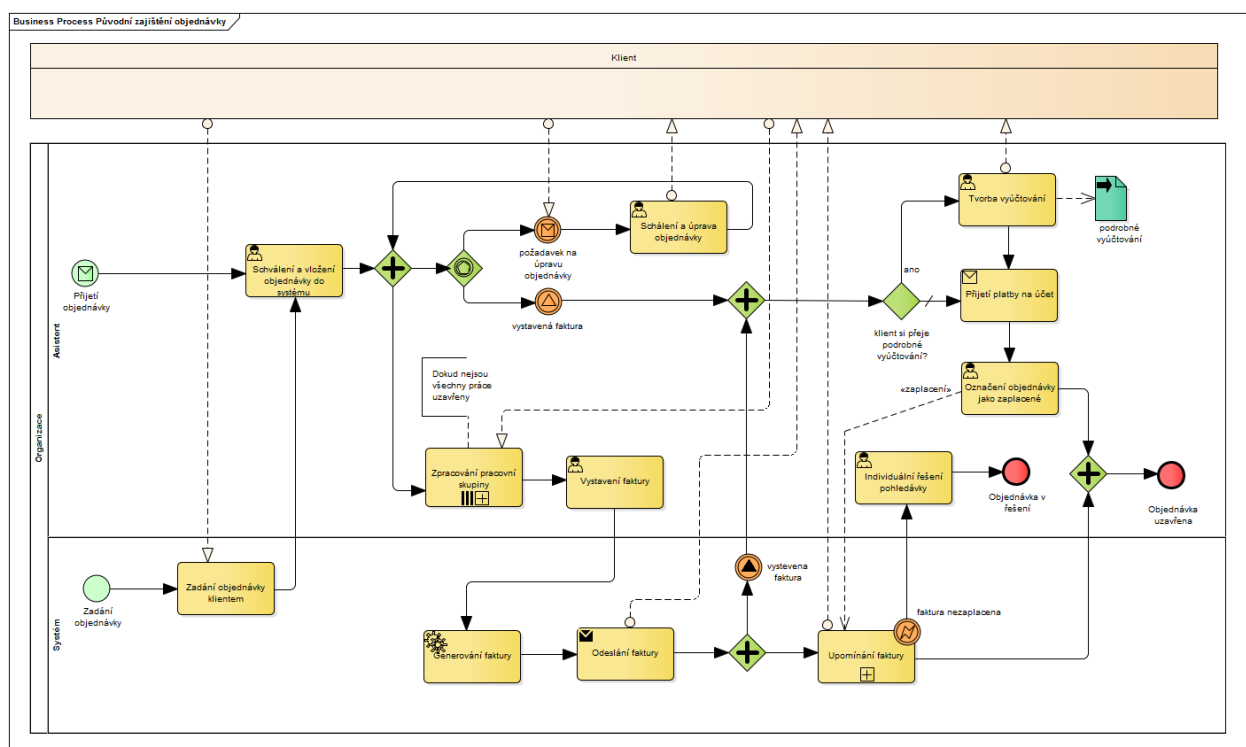 Business Process Původní zajištění objednávky
Klient
Organizace
Asistent
Přijetí
objednávky
Schválení a vložení
objednávky do
systému
požadavek na
úpravu
objednávky
Schálení a úprava
objednávky
vystavená faktura
ano
klient si přeje
podrobné
vyúčtování?
Tvorba vyúčtování
podrobné
vyúčtování
Přijetí platby na účet
«zaplacení»
Označení objednávky
jako zaplacené
Dokud nejsou
všechny práce
uzavřeny
Zpracování pracovní
skupiny
Vystavení faktury
Individuální řešení
pohledávky
Objednávka v
řešení
Objednávka
uzavřena
Systém
Zadání
objednávky
Zadání objednávky
klientem
vystevena
faktura
faktura nezaplacena
Generování faktury
Odeslání faktury
Upomínání faktury